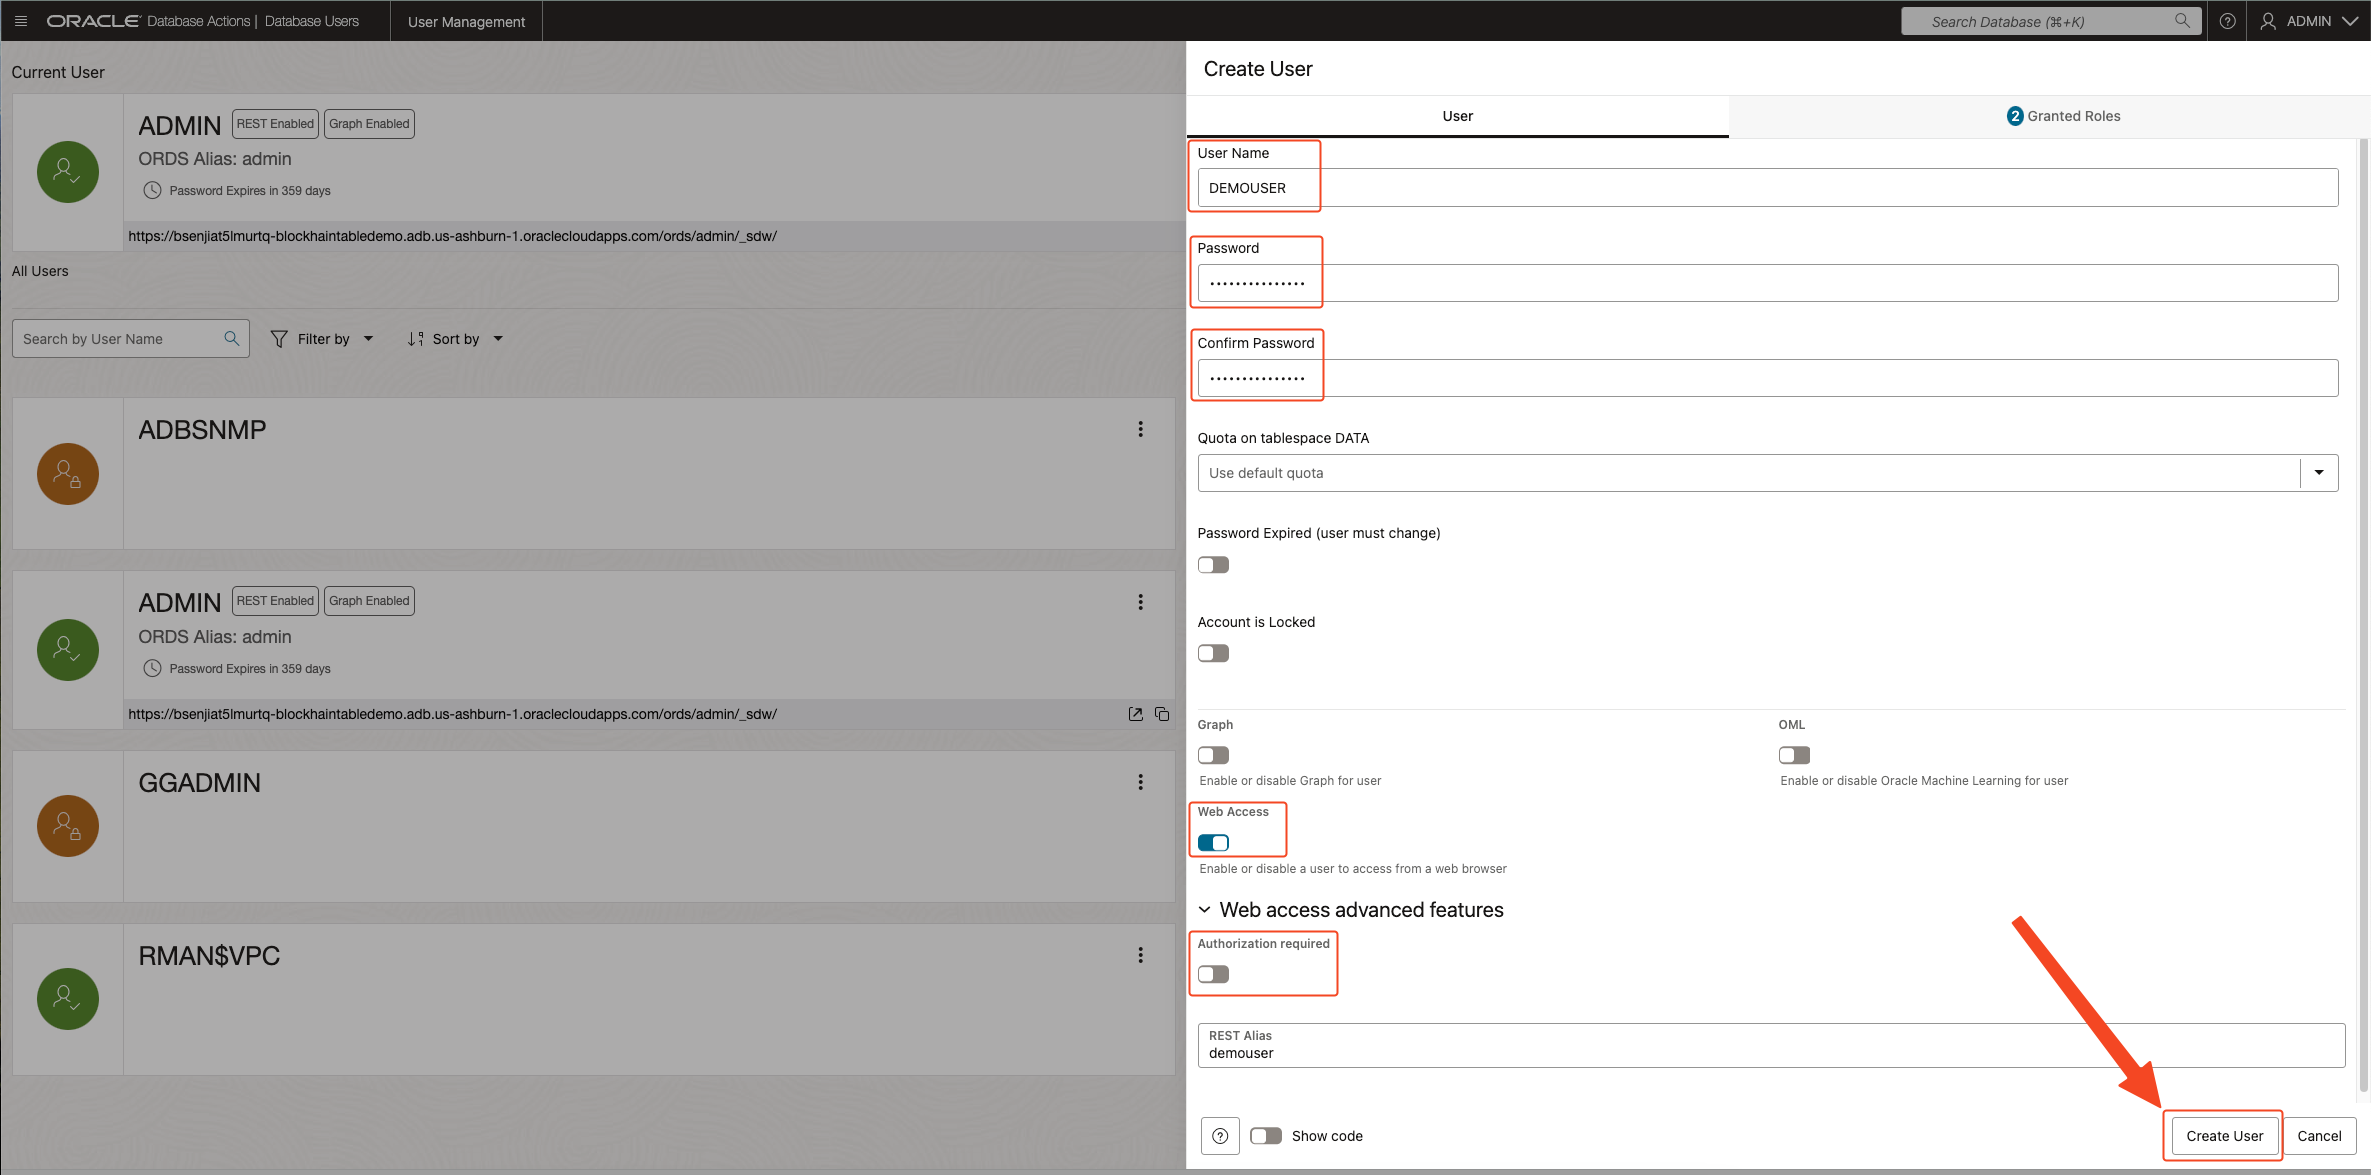 ORACLE Database Actions | Database Users
User Management
Search Database (⌘+K)
ADMIN
Current User
ADMIN REST Enabled Graph Enabled
ORDS Alias: admin
Password Expires in 359 days
https://bsenjiat5lmurtq-blockhaintabledemo.adb.us-ashburn-1.oraclecloudapps.com/ords/admin/_sdw/
All Users
Search by User Name
Filter by
Sort by
ADBSNMP
ADMIN REST Enabled Graph Enabled
ORDS Alias: admin
Password Expires in 359 days
https://bsenjiat5lmurtq-blockhaintabledemo.adb.us-ashburn-1.oraclecloudapps.com/ords/admin/_sdw/
GGADMIN
RMAN$VPC
Create User
User
2 Granted Roles
User Name
DEMOUSER
Password
•••••••••••••••
Confirm Password
•••••••••••••••
Quota on tablespace DATA
Use default quota
Password Expired (user must change)
Account is Locked
Graph
Enable or disable Graph for user
OML
Enable or disable Oracle Machine Learning for user
Web Access
Enable or disable a user to access from a web browser
Web access advanced features
Authorization required
REST Alias
demouser
Show code
Create User
Cancel